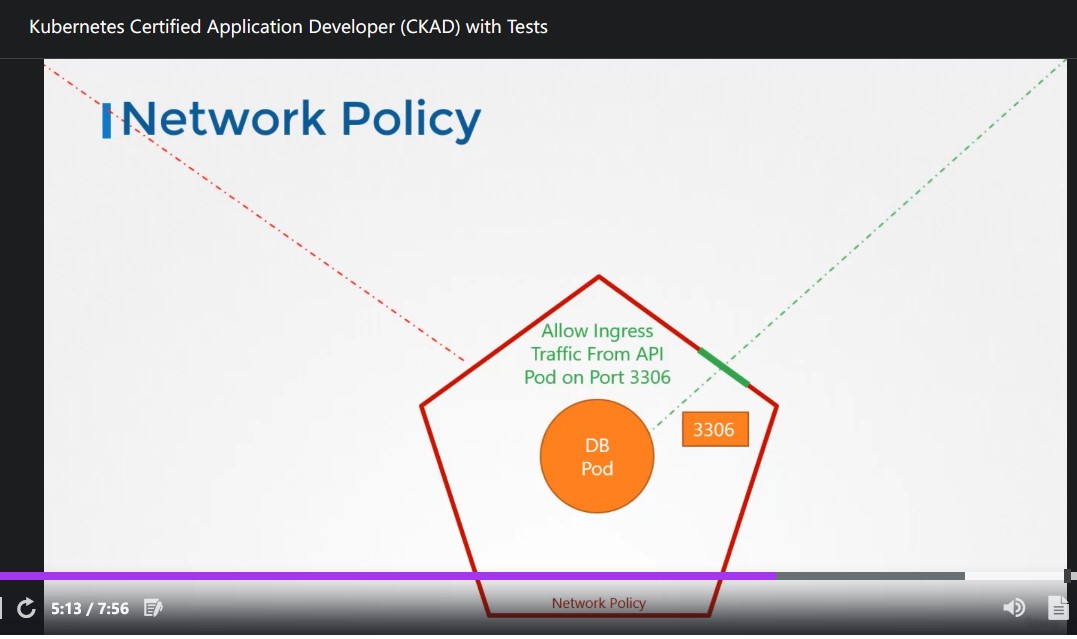 Kubernetes Certified Application Developer (CKAD) with Tests
Network Policy
Allow Ingress
Traffic From API
Pod on Port 3306
3306
DB
Pod
Network Policy
5:13 / 7:56